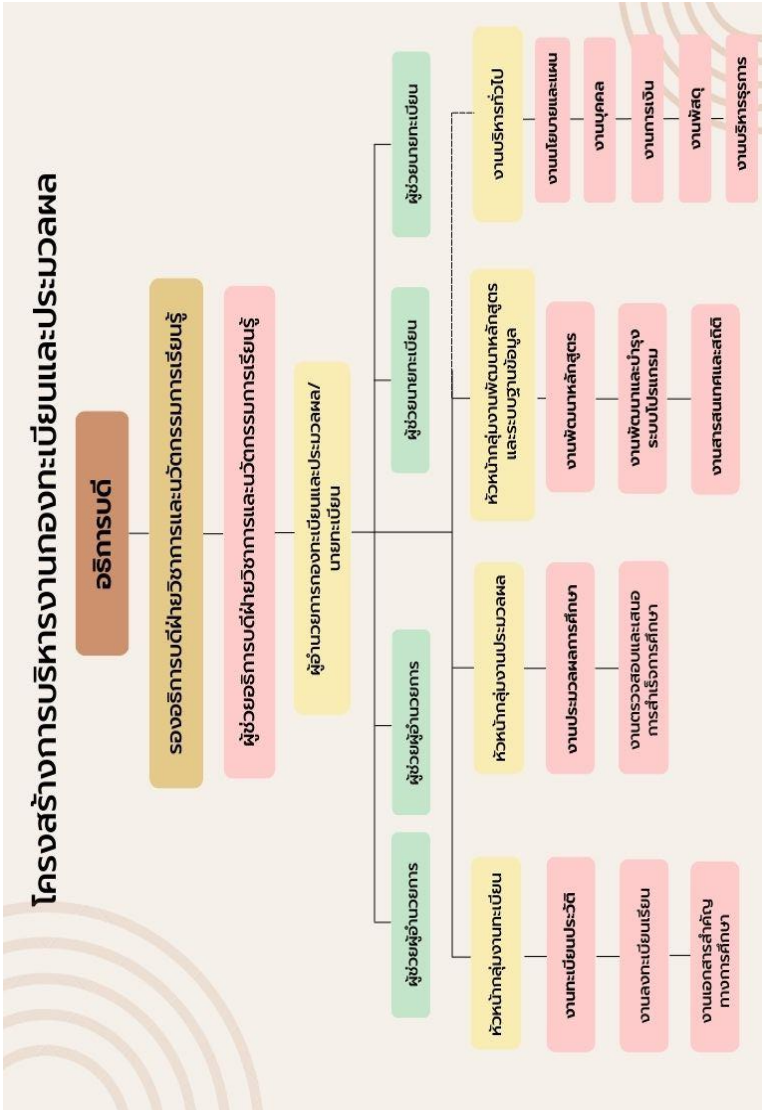 โครงสร้างการบริหารงานกองทะเบียนและประมวลผล
อธิการบดี
รองอธิการบดีฝ่ายวิชาการและนวัตกรรมการเรียนรู้
ผู้ช่วยอธิการบดีฝ่ายวิชาการและนวัตกรรมการเรียนรู้
ผู้อำนวยการกองทะเบียนและประมวลผล/
นายทะเบียน
ผู้ช่วยผู้อำนวยการ
ผู้ช่วยผู้อำนวยการ
ผู้ช่วยนายทะเบียน
ผู้ช่วยนายทะเบียน
หัวหน้ากลุ่มงานทะเบียน
งานทะเบียนประวัติ
งานลงทะเบียนเรียน
งานเอกสารสำคัญ
ทางการศึกษา
หัวหน้ากลุ่มงานประมวลผล
งานประมวลผลการศึกษา
งานตรวจสอบและเสนอ
การสำเร็จการศึกษา
หัวหน้ากลุ่มงานพัฒนาหลักสูตร
และระบบฐานข้อมูล
งานพัฒนาหลักสูตร
งานพัฒนาและบำรุง
ระบบโปรแกรม
งานสารสนเทศและสถิติ
งานบริหารทั่วไป
งานนโยบายและแผน
งานบุคคล
งานการเงิน
งานพัสดุ
งานบริหารธุรการ